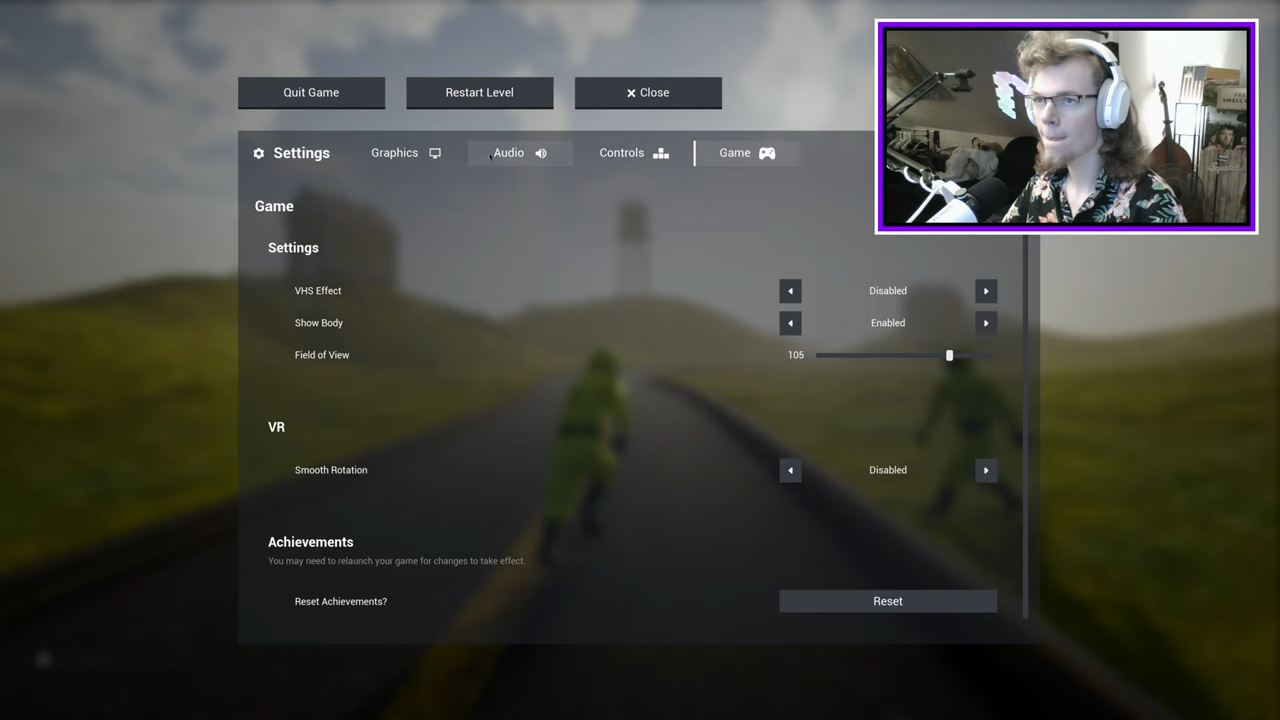 Quit Game
Restart Level
Close
Settings
Graphics
Audio
Controls
Game
Game
Settings
VHS Effect
Disabled
Show Body
Enabled
Field of View
105
VR
Smooth Rotation
Disabled
Achievements
You may need to relaunch your game for changes to take effect.
Reset Achievements?
Reset